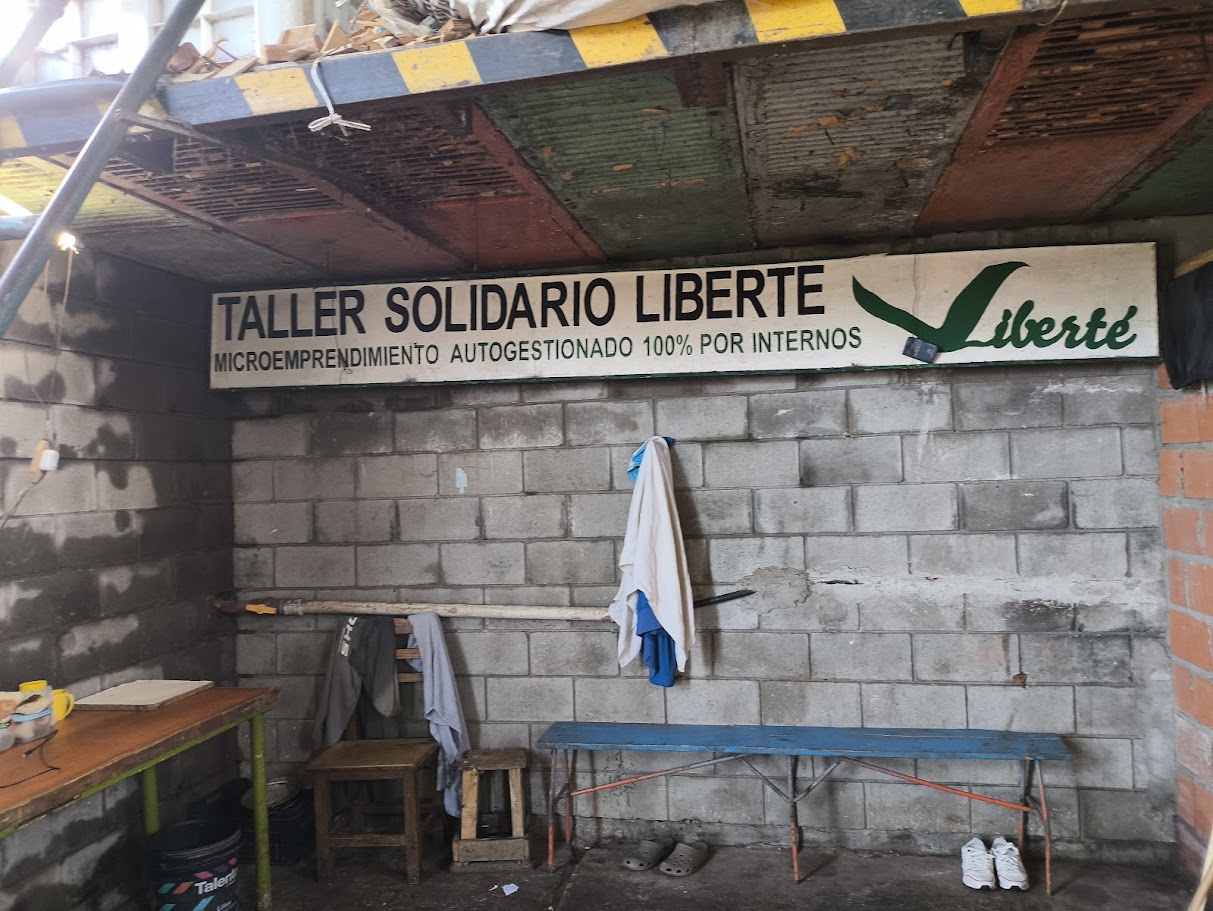 TALLER SOLIDARIO LIBERTE
MICROEMPRENDIMIENTO AUTOGESTIONADO 100% POR INTERNOS
Liberté